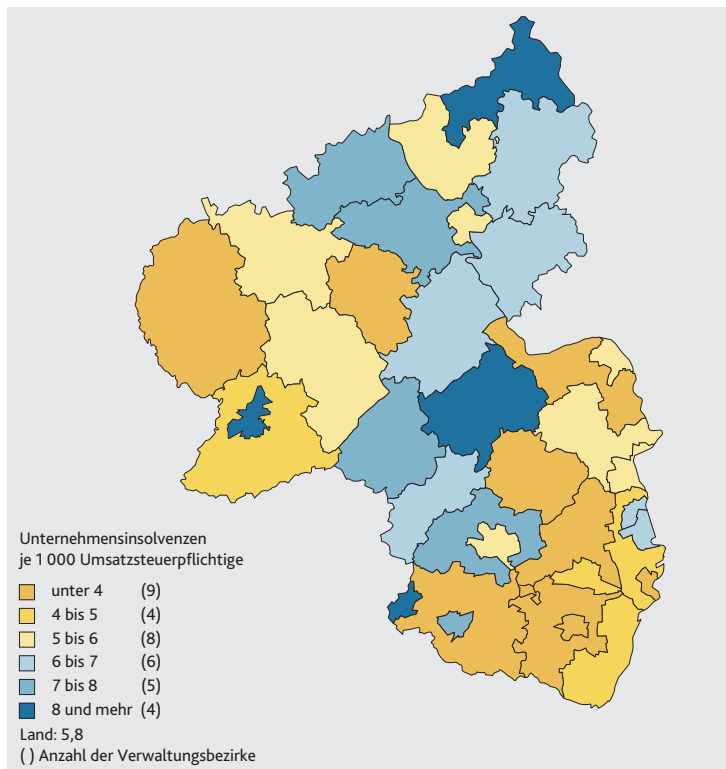 Unternehmensinsolvenzen
je 1 000 Umsatzsteuerpflichtige
unter 4 (9)
4 bis 5 (4)
5 bis 6 (8)
6 bis 7 (6)
7 bis 8 (5)
8 und mehr (4)
Land: 5,8
( ) Anzahl der Verwaltungsbezirke